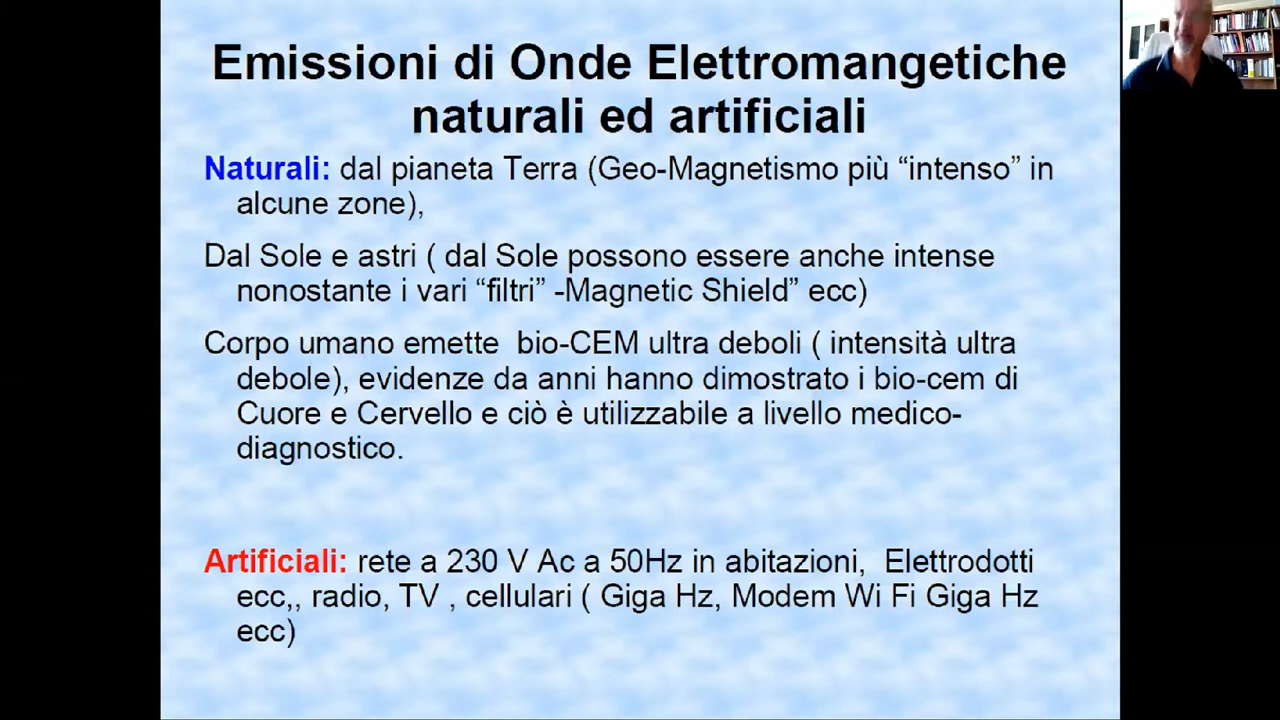 Emissioni di Onde Elettromangetiche
naturali ed artificiali
Naturali: dal pianeta Terra (Geo-Magnetismo più “intenso” in
alcune zone),
Dal Sole e astri ( dal Sole possono essere anche intense
nonostante i vari “filtri” -Magnetic Shield” ecc)
Corpo umano emette  bio-CEM ultra deboli ( intensità ultra
debole), evidenze da anni hanno dimostrato i bio-cem di
Cuore e Cervello e ciò è utilizzabile a livello medico-
diagnostico.
Artificiali: rete a 230 V Ac a 50Hz in abitazioni,  Elettrodotti
ecc,, radio, TV , cellulari ( Giga Hz, Modem Wi Fi Giga Hz
ecc)